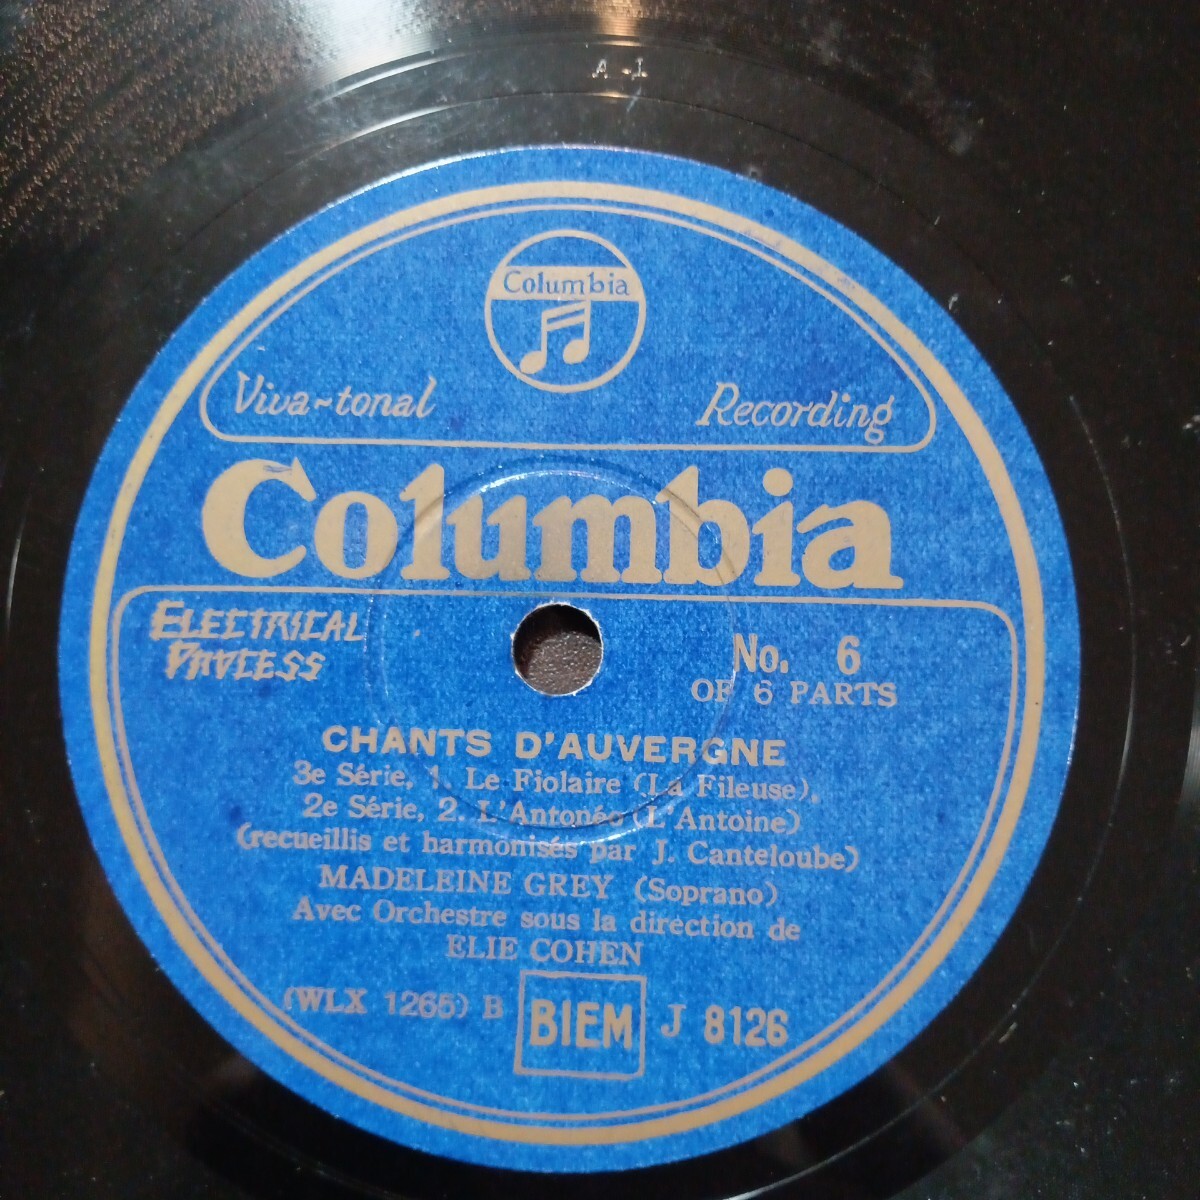 A-1
Columbia
Viva-tonal Recording
Columbia
ELECTRICAL
PROCESS
No. 6
OF 6 PARTS
CHANTS D'AUVERGNE
3e Série, 1. Le Fiolaire (La Fileuse).
2e Série, 2. L'Antonéo (L'Antoine)
(recueillis et harmonisés par J. Canteloube)
MADELEINE GREY (Soprano)
Avec Orchestre sous la direction de
ELIE COHEN
(WLX 1265) B BIEM J 8126